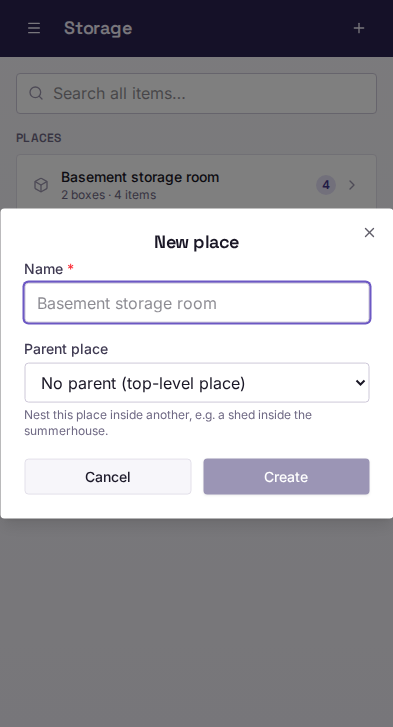 Storage
Search all items...
PLACES
Basement storage room
4
2 boxes · 4 items
New place
Name *
Basement storage room
Parent place
No parent (top-level place)
Nest this place inside another, e.g. a shed inside the
summerhouse.
Cancel
Create